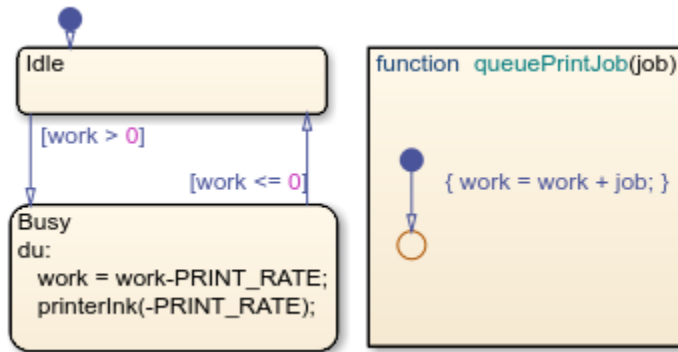 Idle
[work > 0]
[work <= 0]
Busy
du:
work = work-PRINT_RATE;
printerInk(-PRINT_RATE);
function queuePrintJob(job)
{ work = work + job; }